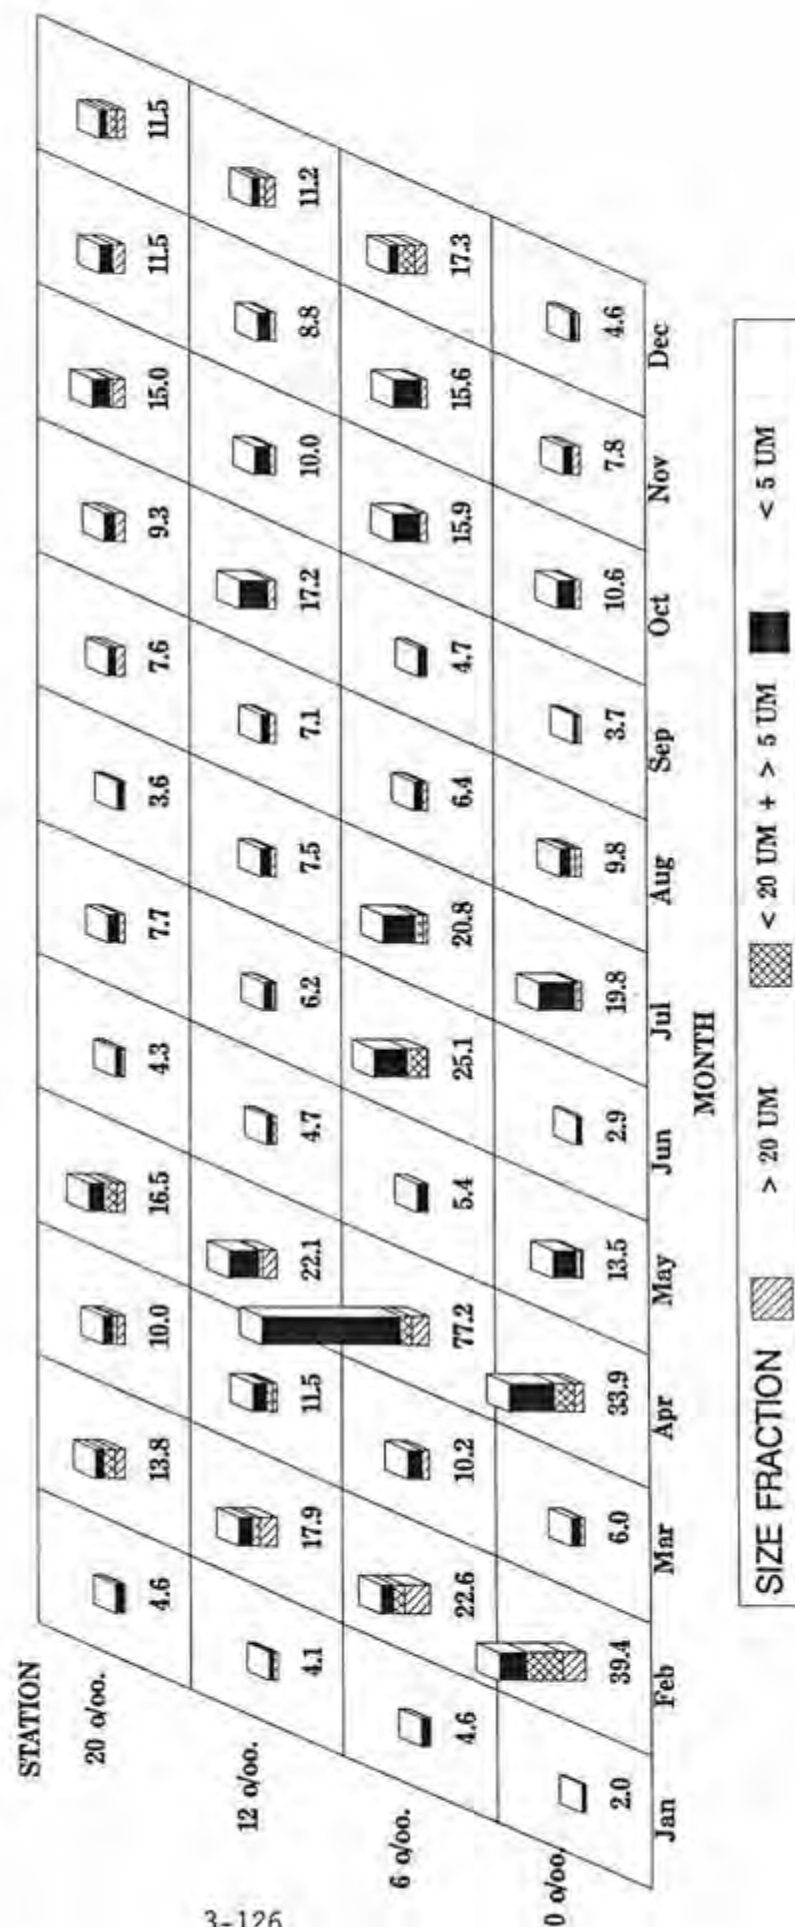 STATION
20 o/oo.
4.6 13.8 10.0 16.5 4.3 7.7 3.6 7.6 9.3 15.0 11.5 11.5
12 o/oo.
4.1 17.9 11.5 22.1 4.7 6.2 7.5 7.1 17.2 10.0 8.8 11.2
6 o/oo.
4.6 22.6 10.2 77.2 5.4 25.1 20.8 6.4 4.7 15.9 15.6 17.3
0 o/oo.
2.0 39.4 6.0 33.9 13.5 2.9 19.8 9.8 3.7 10.6 7.8 4.6
Jan Feb Mar Apr May Jun Jul Aug Sep Oct Nov Dec
MONTH
SIZE FRACTION > 20 UM < 20 UM + > 5 UM < 5 UM
3-126